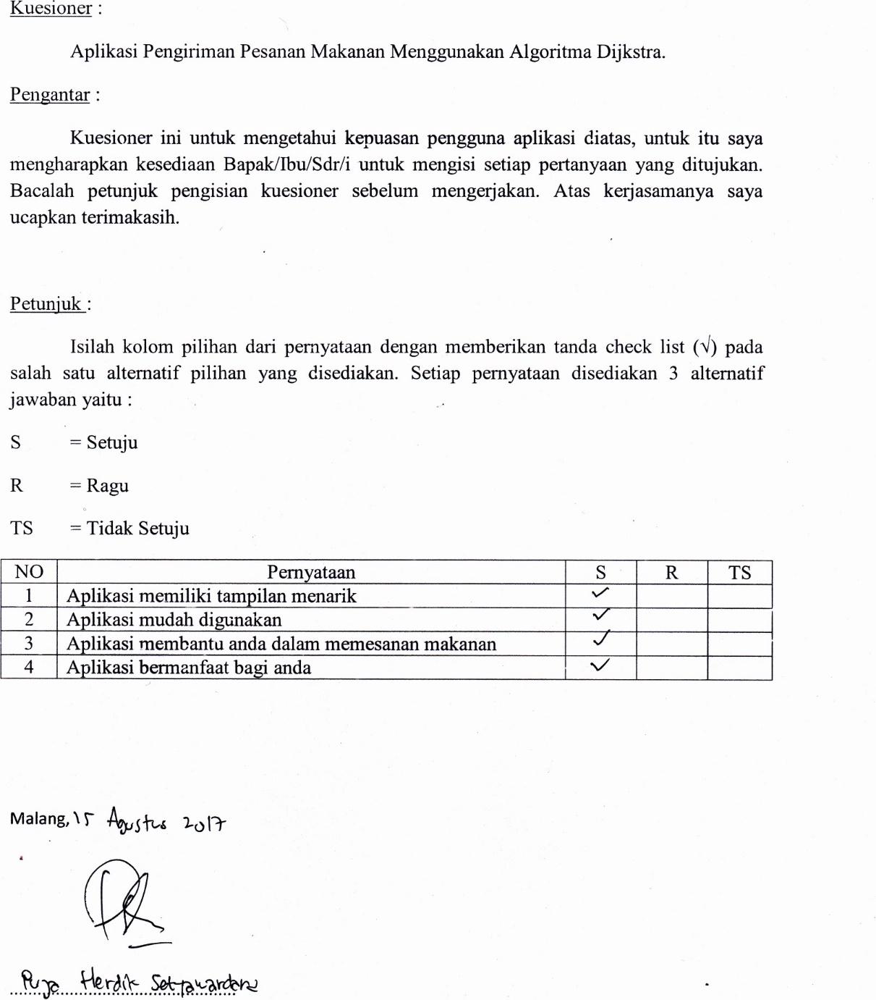 Kuesioner :
Aplikasi Pengiriman Pesanan Makanan Menggunakan Algoritma Dijkstra.
Pengantar :
Kuesioner ini untuk mengetahui kepuasan pengguna aplikasi diatas, untuk itu saya
mengharapkan kesediaan Bapak/Ibu/Sdr/i untuk mengisi setiap pertanyaan yang ditujukan.
Bacalah petunjuk pengisian kuesioner sebelum mengerjakan. Atas kerjasamanya saya
ucapkan terimakasih.
Petunjuk :
Isilah kolom pilihan dari pernyataan dengan memberikan tanda check list (√) pada
salah satu alternatif pilihan yang disediakan. Setiap pernyataan disediakan 3 alternatif
jawaban yaitu :
S = Setuju
R = Ragu
TS = Tidak Setuju
NO Pernyataan S R TS
1 Aplikasi memiliki tampilan menarik ✓
2 Aplikasi mudah digunakan ✓
3 Aplikasi membantu anda dalam memesanan makanan ✓
4 Aplikasi bermanfaat bagi anda ✓
Malang, 15 Agustus 2017
Herdik